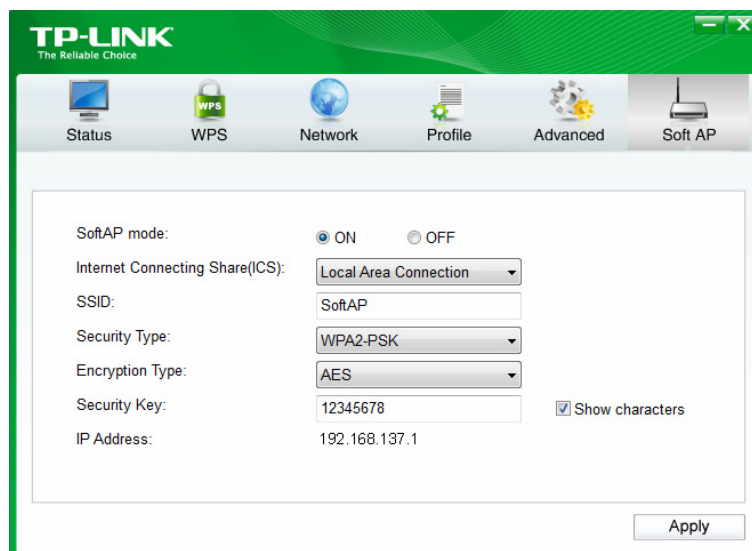 TP-LINK
The Reliable Choice
WPS
Status WPS Network Profile Advanced Soft AP
SoftAP mode: ON OFF
Internet Connecting Share(ICS): Local Area Connection
SSID: SoftAP
Security Type: WPA2-PSK
Encryption Type: AES
Security Key: 12345678 Show characters
IP Address: 192.168.137.1
Apply